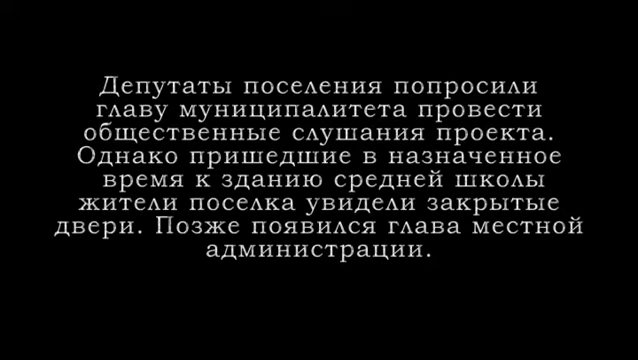 Депутаты поселения попросили
главу муниципалитета провести
общественные слушания проекта.
Однако пришедшие в назначенное
время к зданию средней школы
жители поселка увидели закрытые
двери. Позже появился глава местной
администрации.